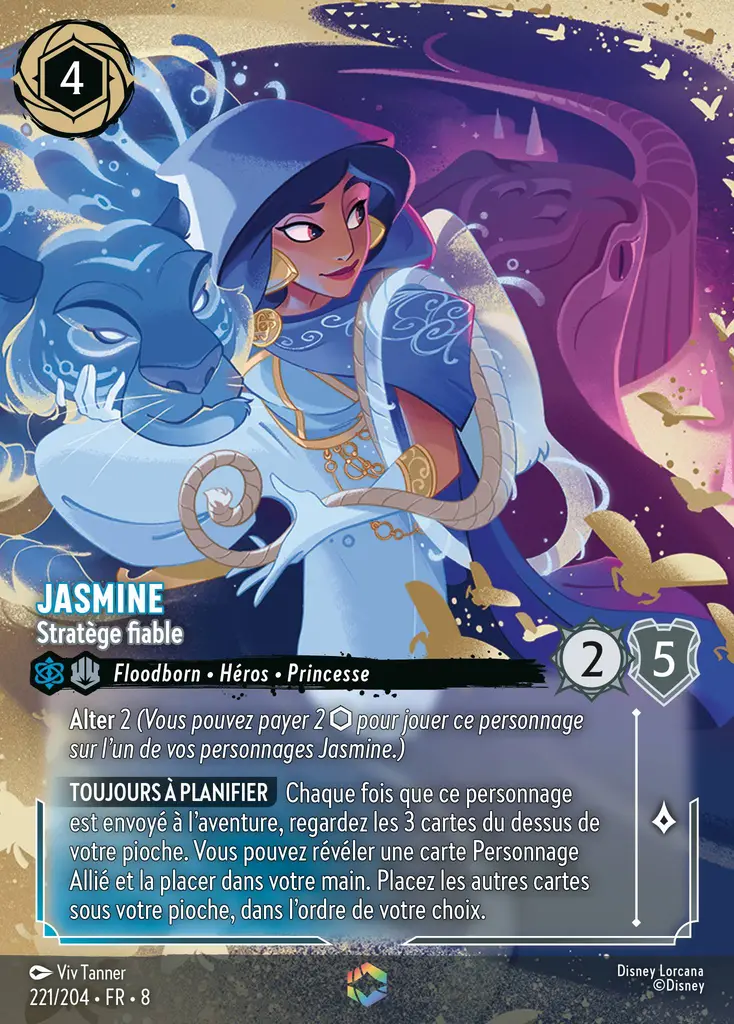 4
JASMINE
Stratège fiable
2
5
Floodborn • Héros • Princesse
Alter 2 (Vous pouvez payer 2 pour jouer ce personnage
sur l'un de vos personnages Jasmine.)
TOUJOURS À PLANIFIER Chaque fois que ce personnage
est envoyé à l'aventure, regardez les 3 cartes du dessus de
votre pioche. Vous pouvez révéler une carte Personnage
Allié et la placer dans votre main. Placez les autres cartes
sous votre pioche, dans l'ordre de votre choix.
Viv Tanner
Disney Lorcana
221/204 • FR • 8
©Disney